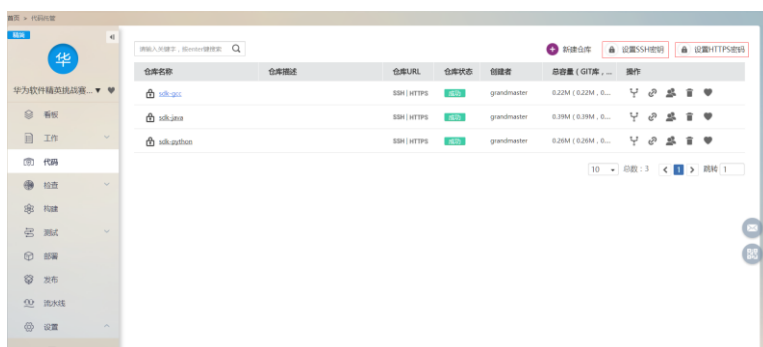 首页 » 代码托管
华
华为软件精英挑战赛...
看板
工作
代码
检查
构建
测试
部署
发布
流水线
设置
请输入关键字，按enter键搜索
新建仓库 设置SSH密钥 设置HTTPS密码
仓库名称 仓库描述 仓库URL 仓库状态 创建者 总容量 ( GIT库，... 操作
sdk-gcc SSH | HTTPS 成功 grandmaster 0.22M ( 0.22M , 0...
sdk-java SSH | HTTPS 成功 grandmaster 0.39M ( 0.39M , 0...
sdk-python SSH | HTTPS 成功 grandmaster 0.26M ( 0.26M , 0...
10 总数：3 1 跳转 1